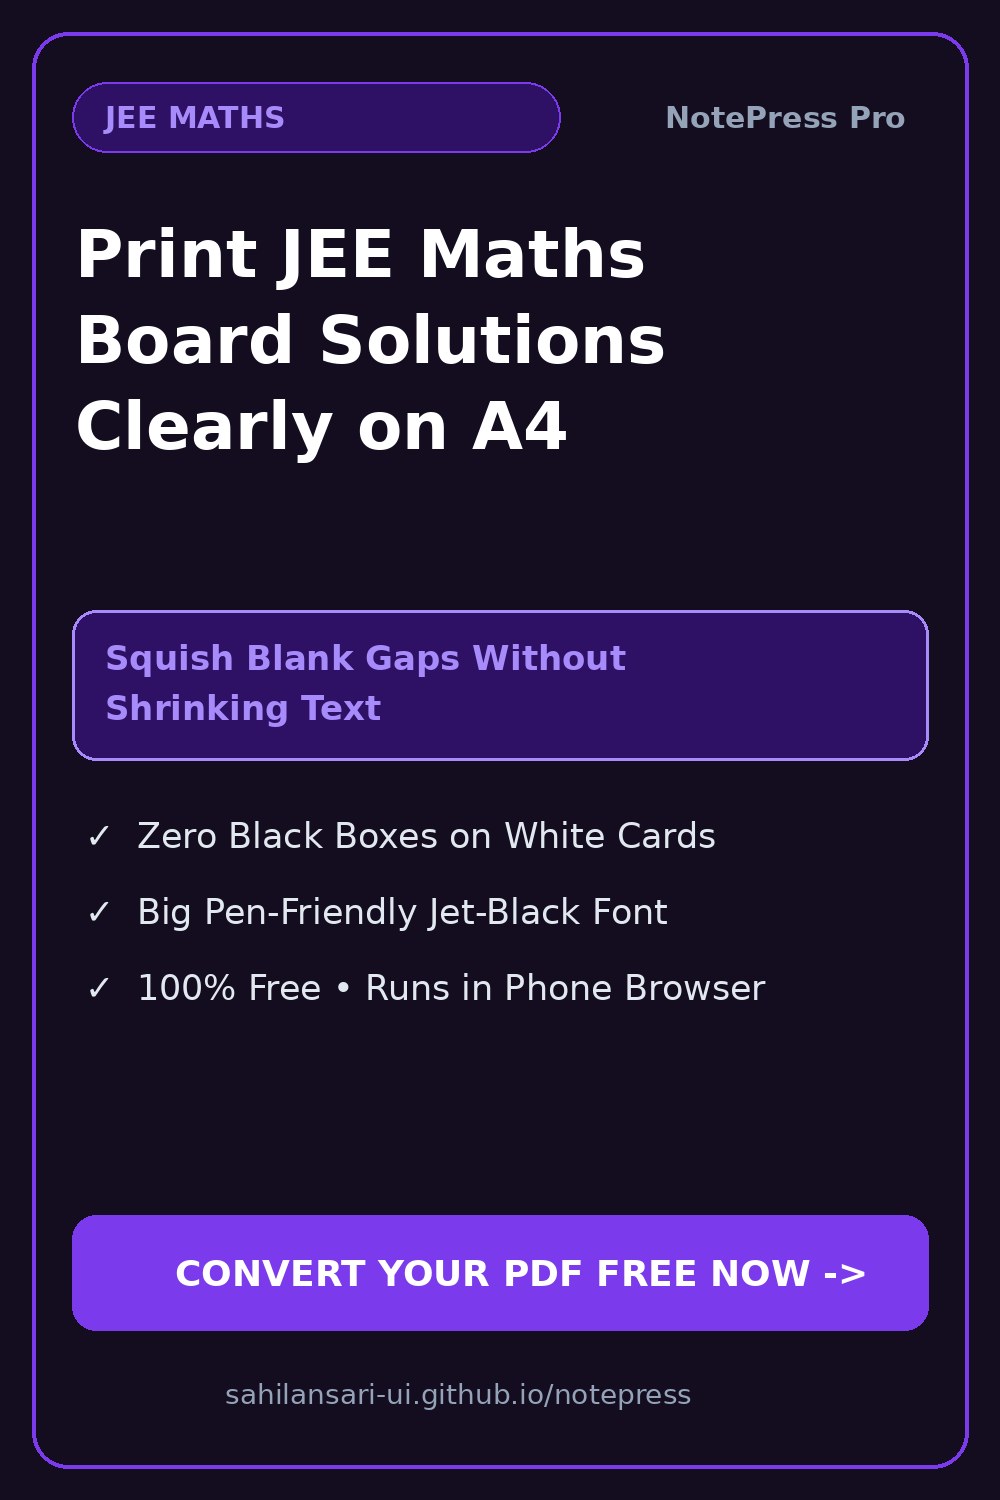 JEE MATHS
NotePress Pro
Print JEE Maths
Board Solutions
Clearly on A4
Squish Blank Gaps Without
Shrinking Text
✓ Zero Black Boxes on White Cards
✓ Big Pen-Friendly Jet-Black Font
✓ 100% Free • Runs in Phone Browser
CONVERT YOUR PDF FREE NOW ->
sahilansari-ui.github.io/notepress